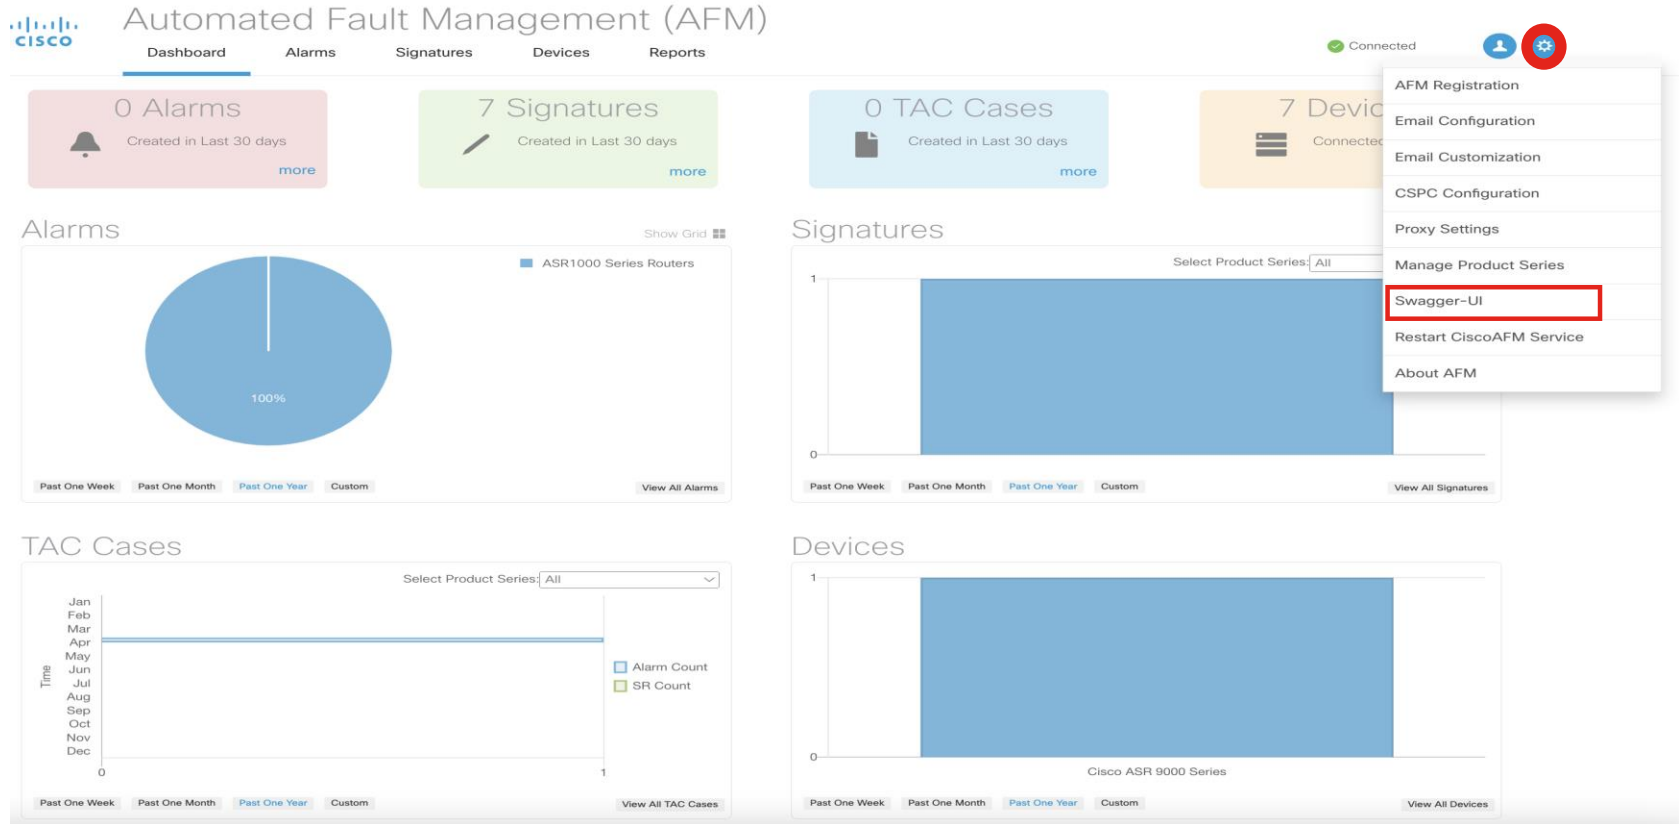 CISCO
Automated Fault Management (AFM)
Dashboard
Alarms
Signatures
Devices
Reports
Connected
0 Alarms
Created in Last 30 days
more
7 Signatures
Created in Last 30 days
more
0 TAC Cases
Created in Last 30 days
more
7 Devic
Connected
AFM Registration
Email Configuration
Email Customization
CSPC Configuration
Proxy Settings
Manage Product Series
Swagger-UI
Restart CiscoAFM Service
About AFM
Alarms
Show Grid
ASR1000 Series Routers
100%
Past One Week
Past One Month
Past One Year
Custom
View All Alarms
Signatures
Select Product Series: All
1
0
Past One Week
Past One Month
Past One Year
Custom
View All Signatures
TAC Cases
Select Product Series: All
Time
Jan
Feb
Mar
Apr
May
Jun
Jul
Aug
Sep
Oct
Nov
Dec
0
1
Alarm Count
SR Count
Past One Week
Past One Month
Past One Year
Custom
View All TAC Cases
Devices
1
0
Cisco ASR 9000 Series
Past One Week
Past One Month
Past One Year
Custom
View All Devices